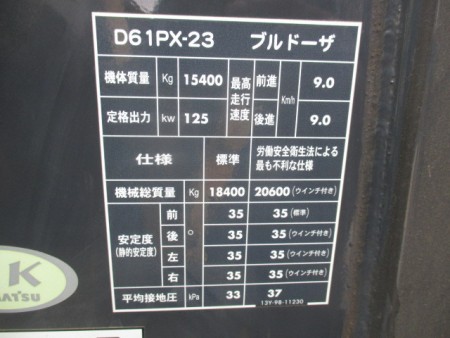 D61PX-23 ブルドーザ
機体質量 Kg 15400 最高走行速度 前進 Km/h 9.0
定格出力 kw 125 後進 9.0
仕様 標準 労働安全衛生法による最も不利な仕様
機械総質量 Kg 18400 20600(ウインチ付き)
安定度(静的安定度) 前 ° 35 35(標準)
後 35 35(ウインチ付き)
左 35 35(ウインチ付き)
右 35 35(ウインチ付き)
平均接地圧 kPa 33 37
13Y-98-11230
K
ATSU